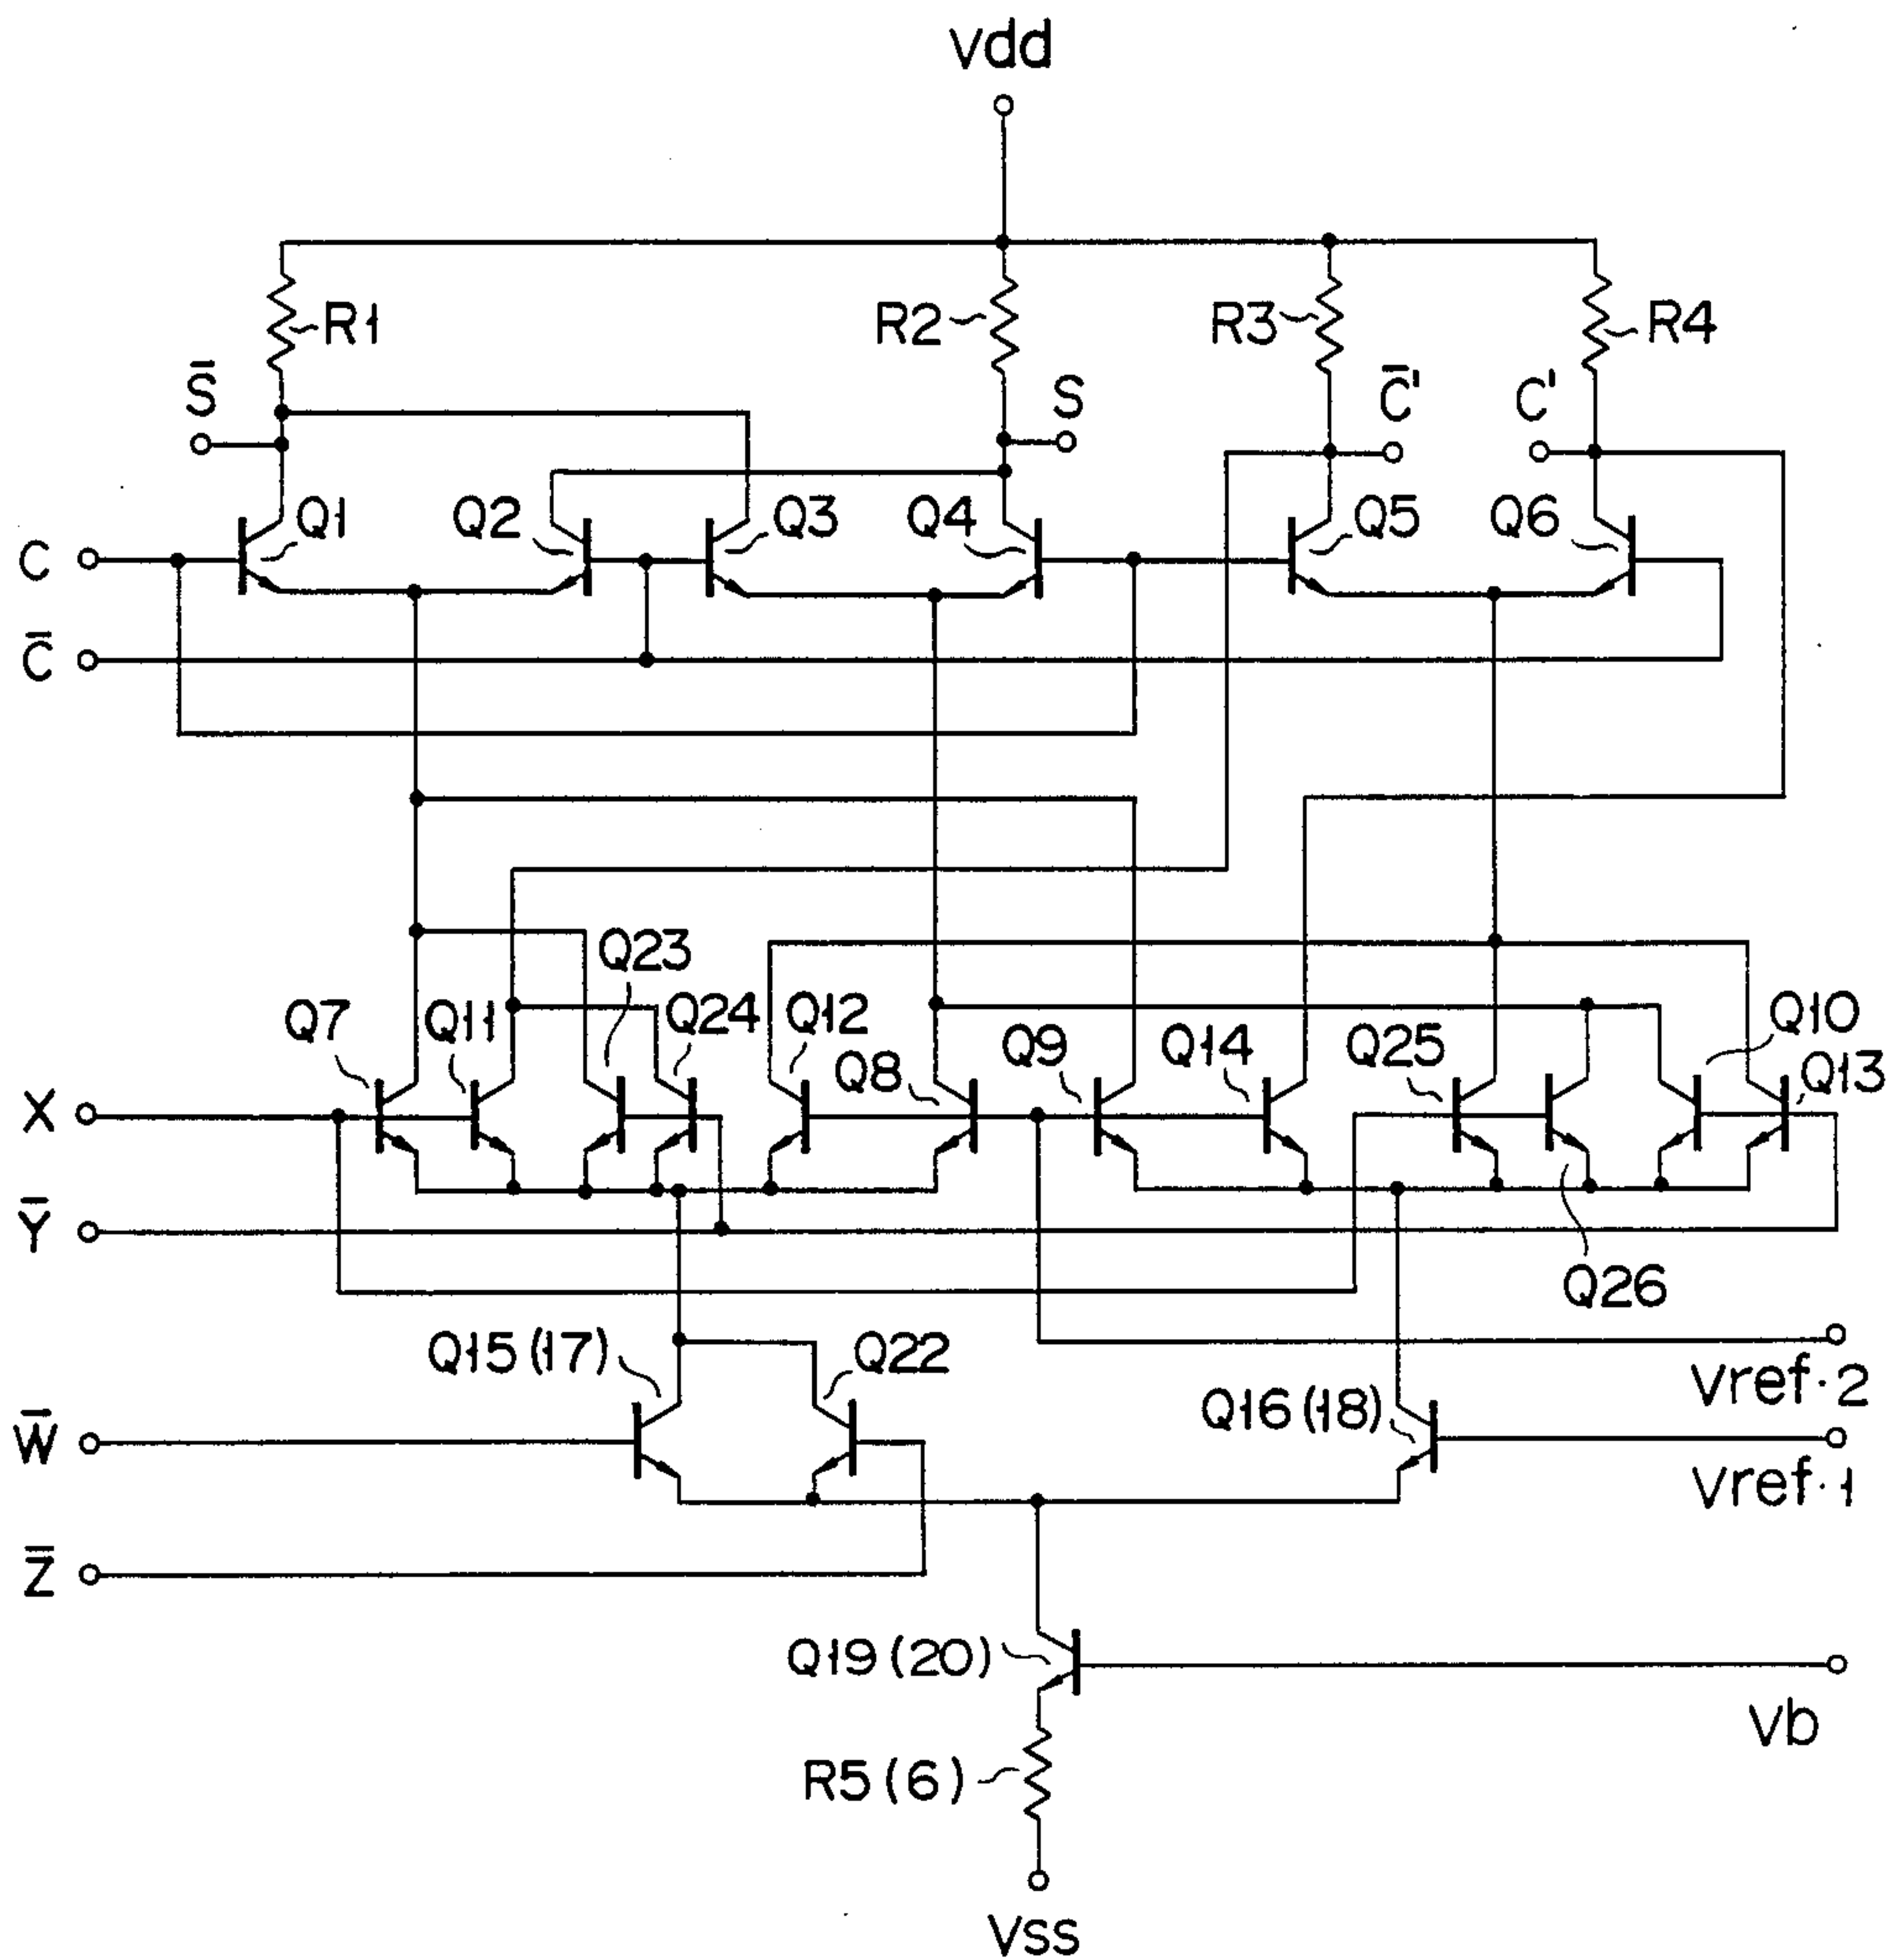 Vdd
R1
R2
R3
R4
S̅
S
C̅'
C'
Q1
Q2
Q3
Q4
Q5
Q6
C
C̅
Q23
Q7
Q11
Q24
Q12
Q8
Q9
Q14
Q25
Q10
Q13
X
Y̅
Q26
Q15(17)
Q22
Vref·2
Q16(18)
W̅
Vref·1
Z̅
Q19(20)
Vb
R5(6)
Vss